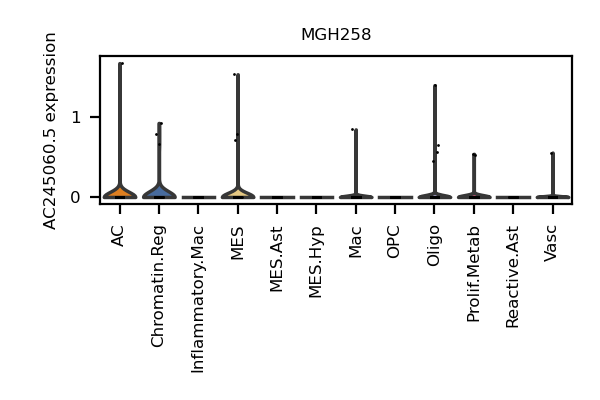 MGH258
AC245060.5 expression
1
0
AC
Chromatin.Reg
Inflammatory.Mac
MES
MES.Ast
MES.Hyp
Mac
OPC
Oligo
Prolif.Metab
Reactive.Ast
Vasc